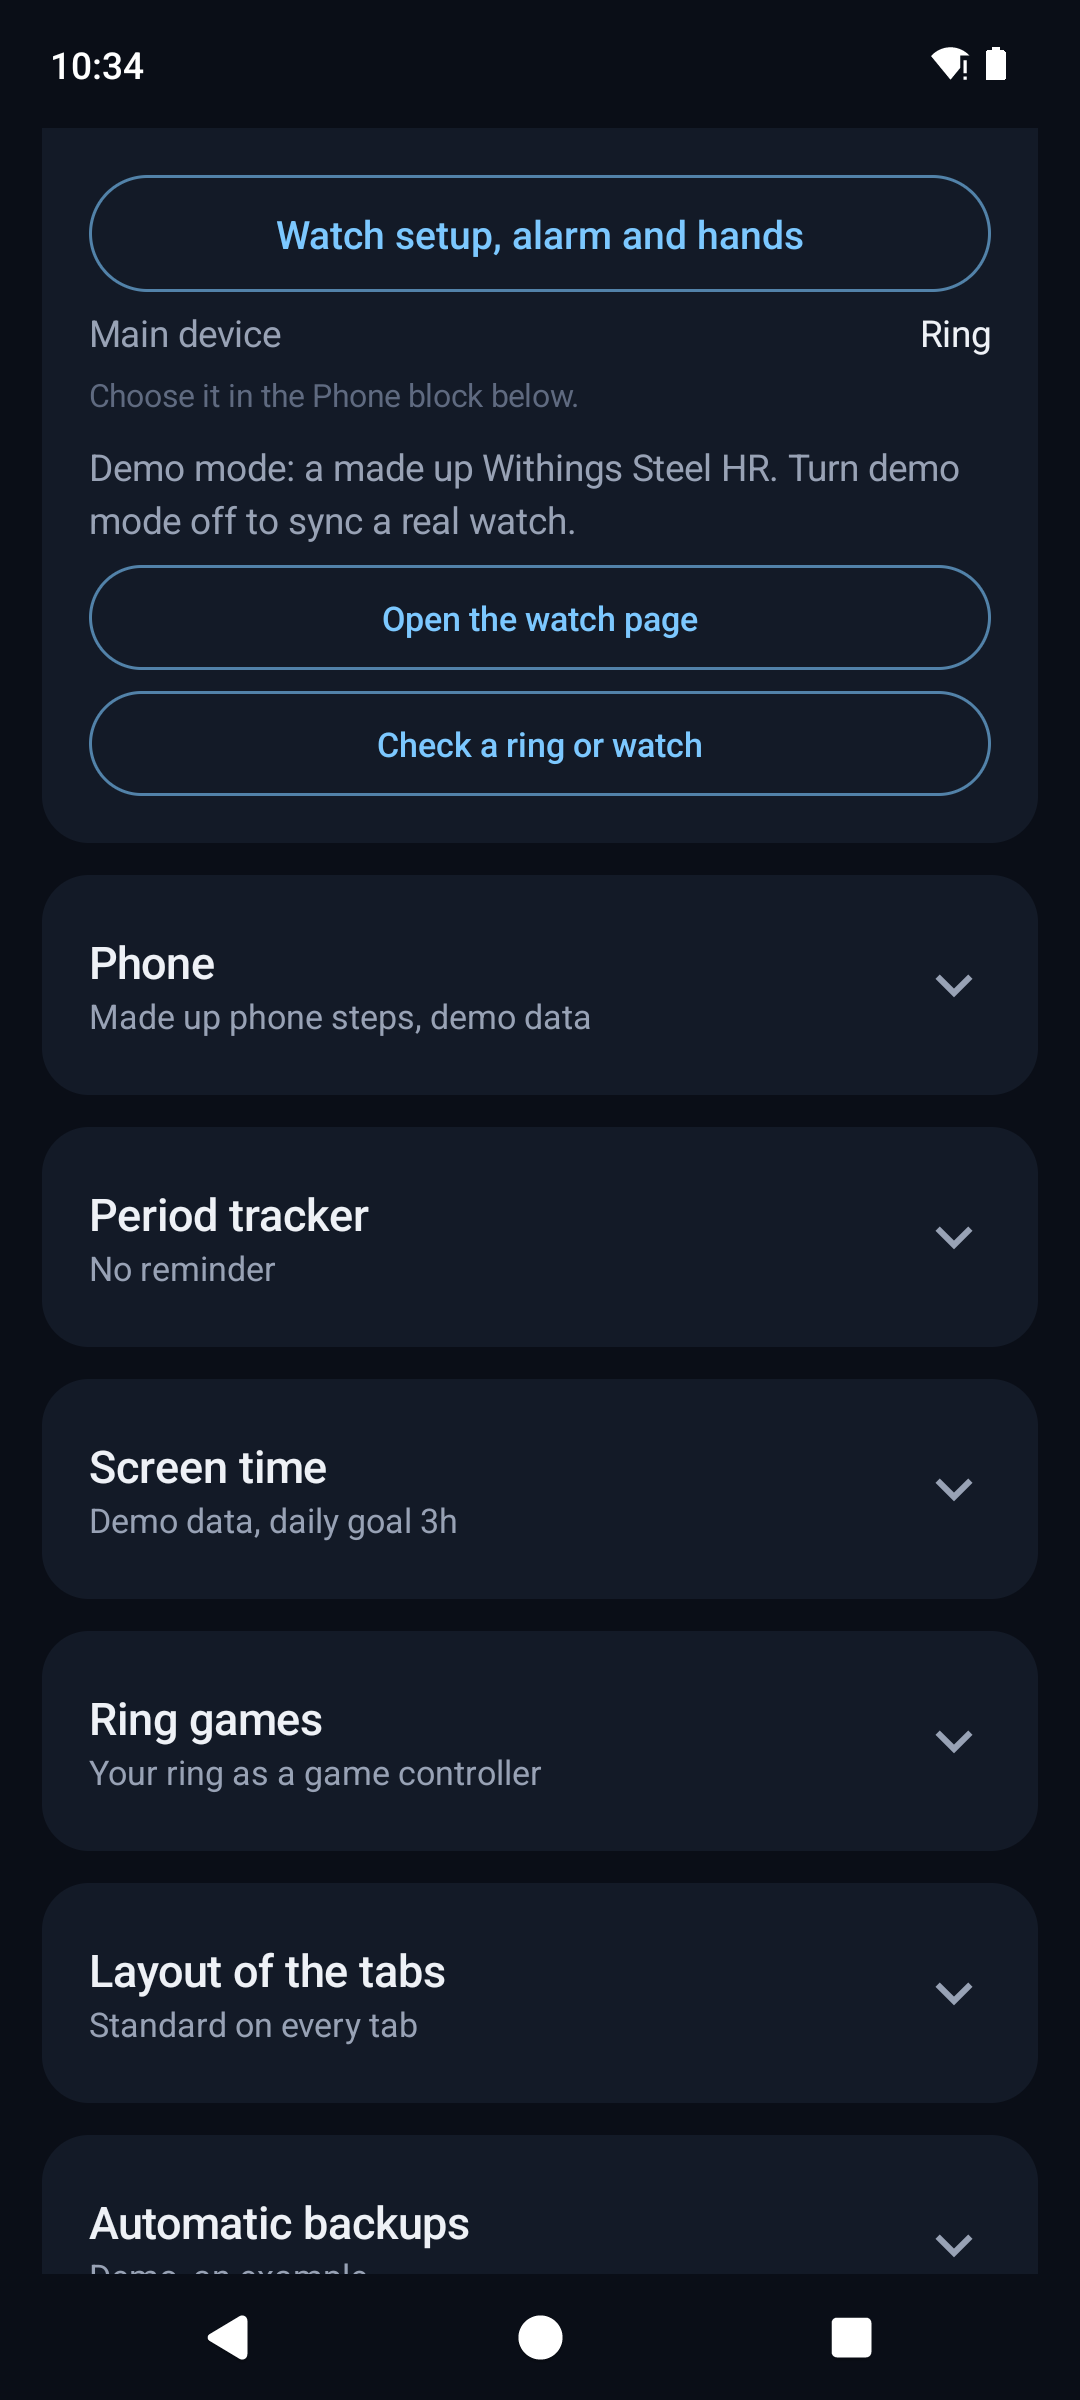 10:34
Watch setup, alarm and hands
Main device Ring
Choose it in the Phone block below.
Demo mode: a made up Withings Steel HR. Turn demo
mode off to sync a real watch.
Open the watch page
Check a ring or watch
Phone
Made up phone steps, demo data
Period tracker
No reminder
Screen time
Demo data, daily goal 3h
Ring games
Your ring as a game controller
Layout of the tabs
Standard on every tab
Automatic backups
Demo, an example